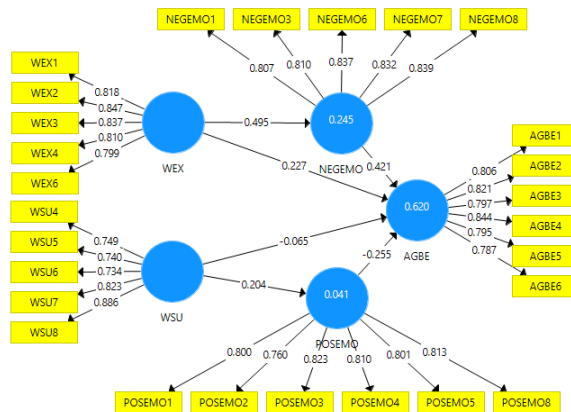 NEGEMO1 NEGEMO3 NEGEMO6 NEGEMO7 NEGEMO8
0.807 0.810 0.837 0.832 0.839
WEX1
WEX2
WEX3
WEX4
WEX6
0.818
0.847
0.837
0.810
0.799
WEX
0.495
0.245
NEGEMO
0.227
0.421
WSU4
WSU5
WSU6
WSU7
WSU8
0.749
0.740
0.734
0.823
0.886
WSU
-0.065
0.204
0.620
AGBE
-0.255
0.041
POSEMO
0.806
0.821
0.797
0.844
0.795
0.787
AGBE1
AGBE2
AGBE3
AGBE4
AGBE5
AGBE6
0.800 0.760 0.823 0.810 0.801 0.813
POSEMO1 POSEMO2 POSEMO3 POSEMO4 POSEMO5 POSEMO8